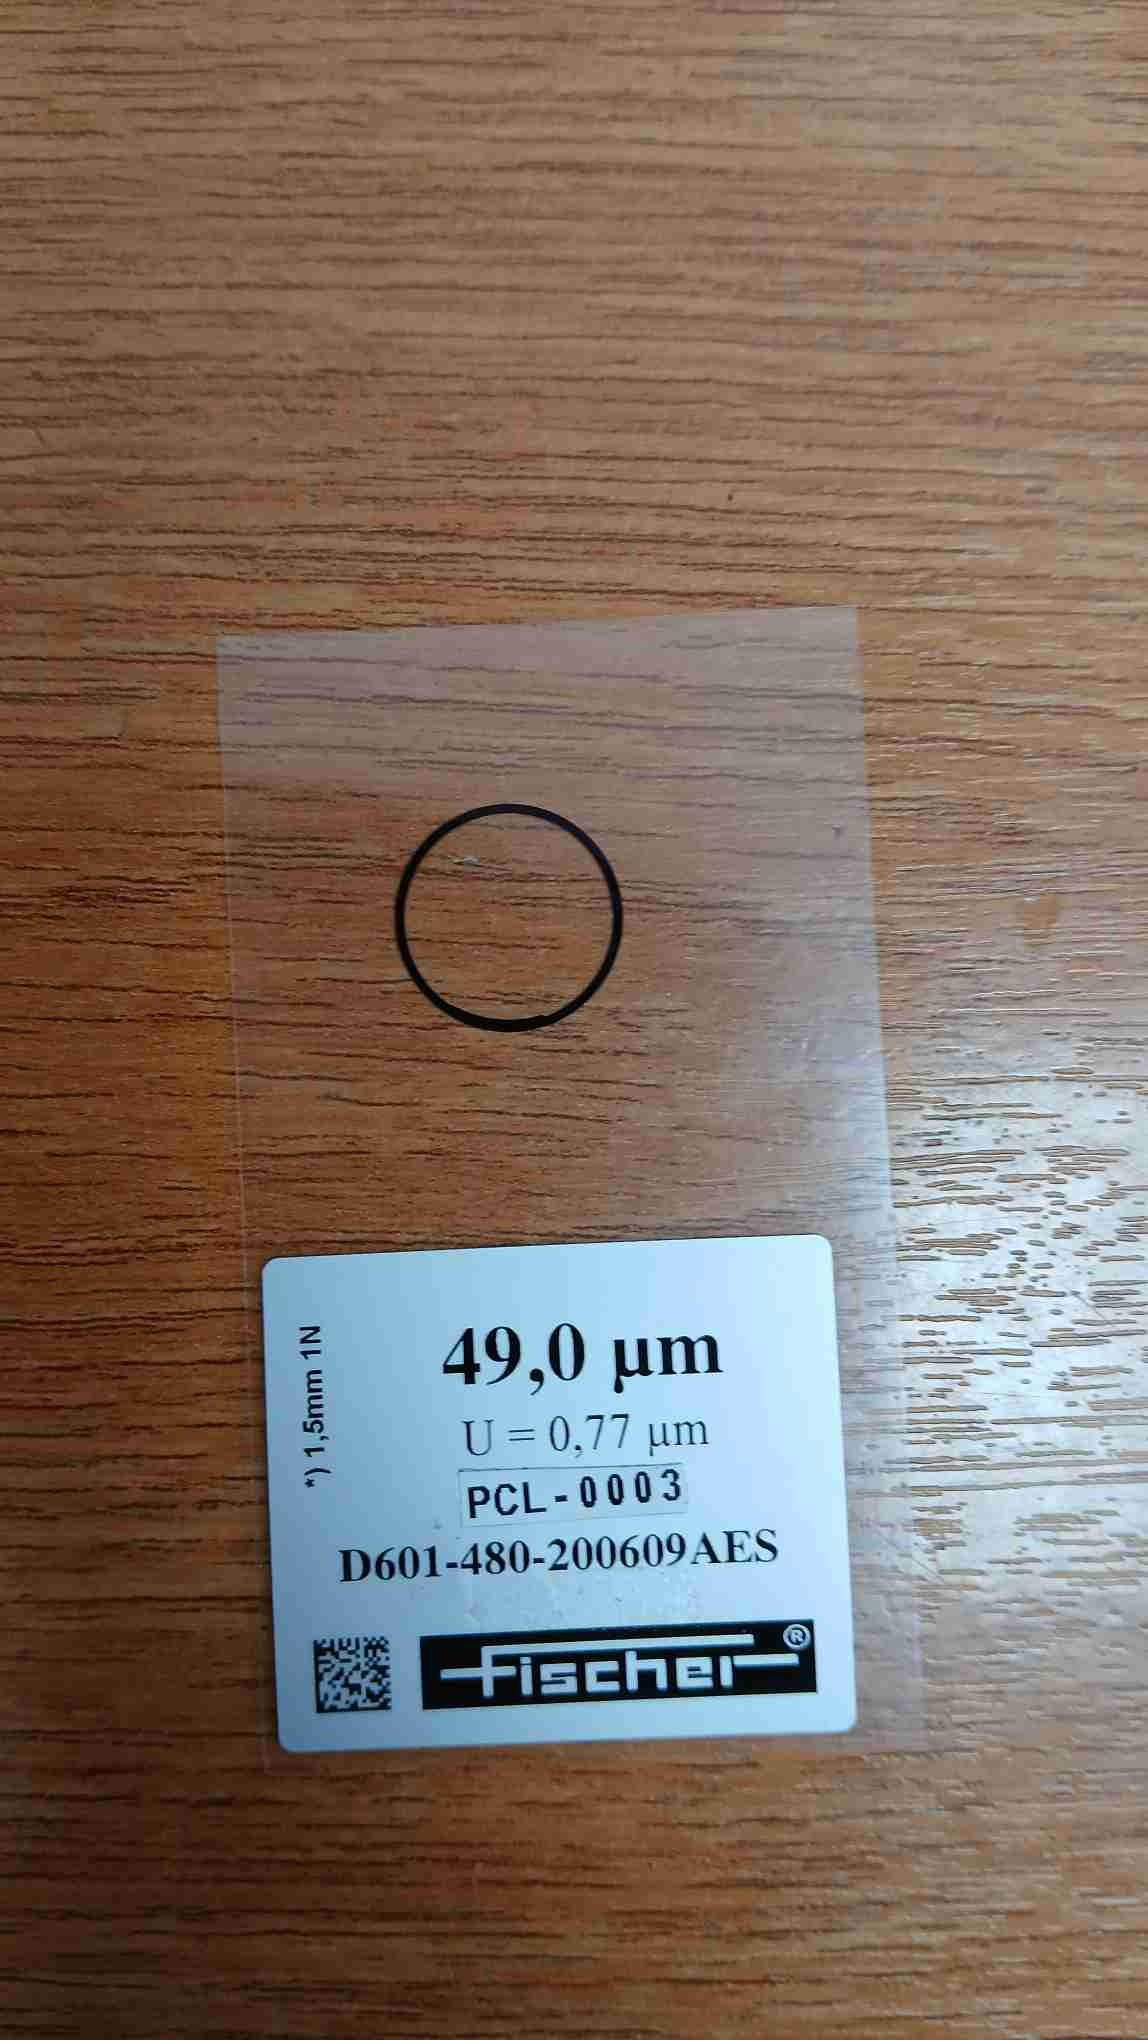 *) 1,5mm 1N
49,0 µm
U = 0,77 µm
PCL-0003
D601-480-200609AES
fischer®